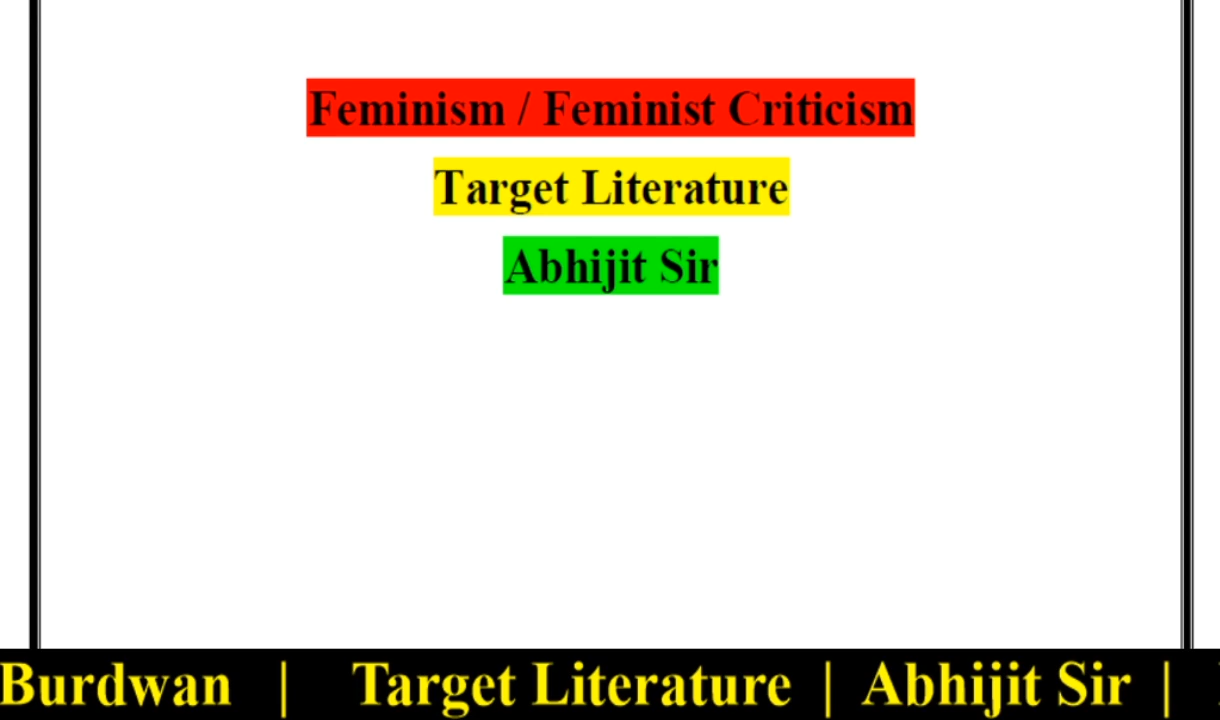 Feminism / Feminist Criticism
Target Literature
Abhijit Sir
Burdwan | Target Literature | Abhijit Sir |